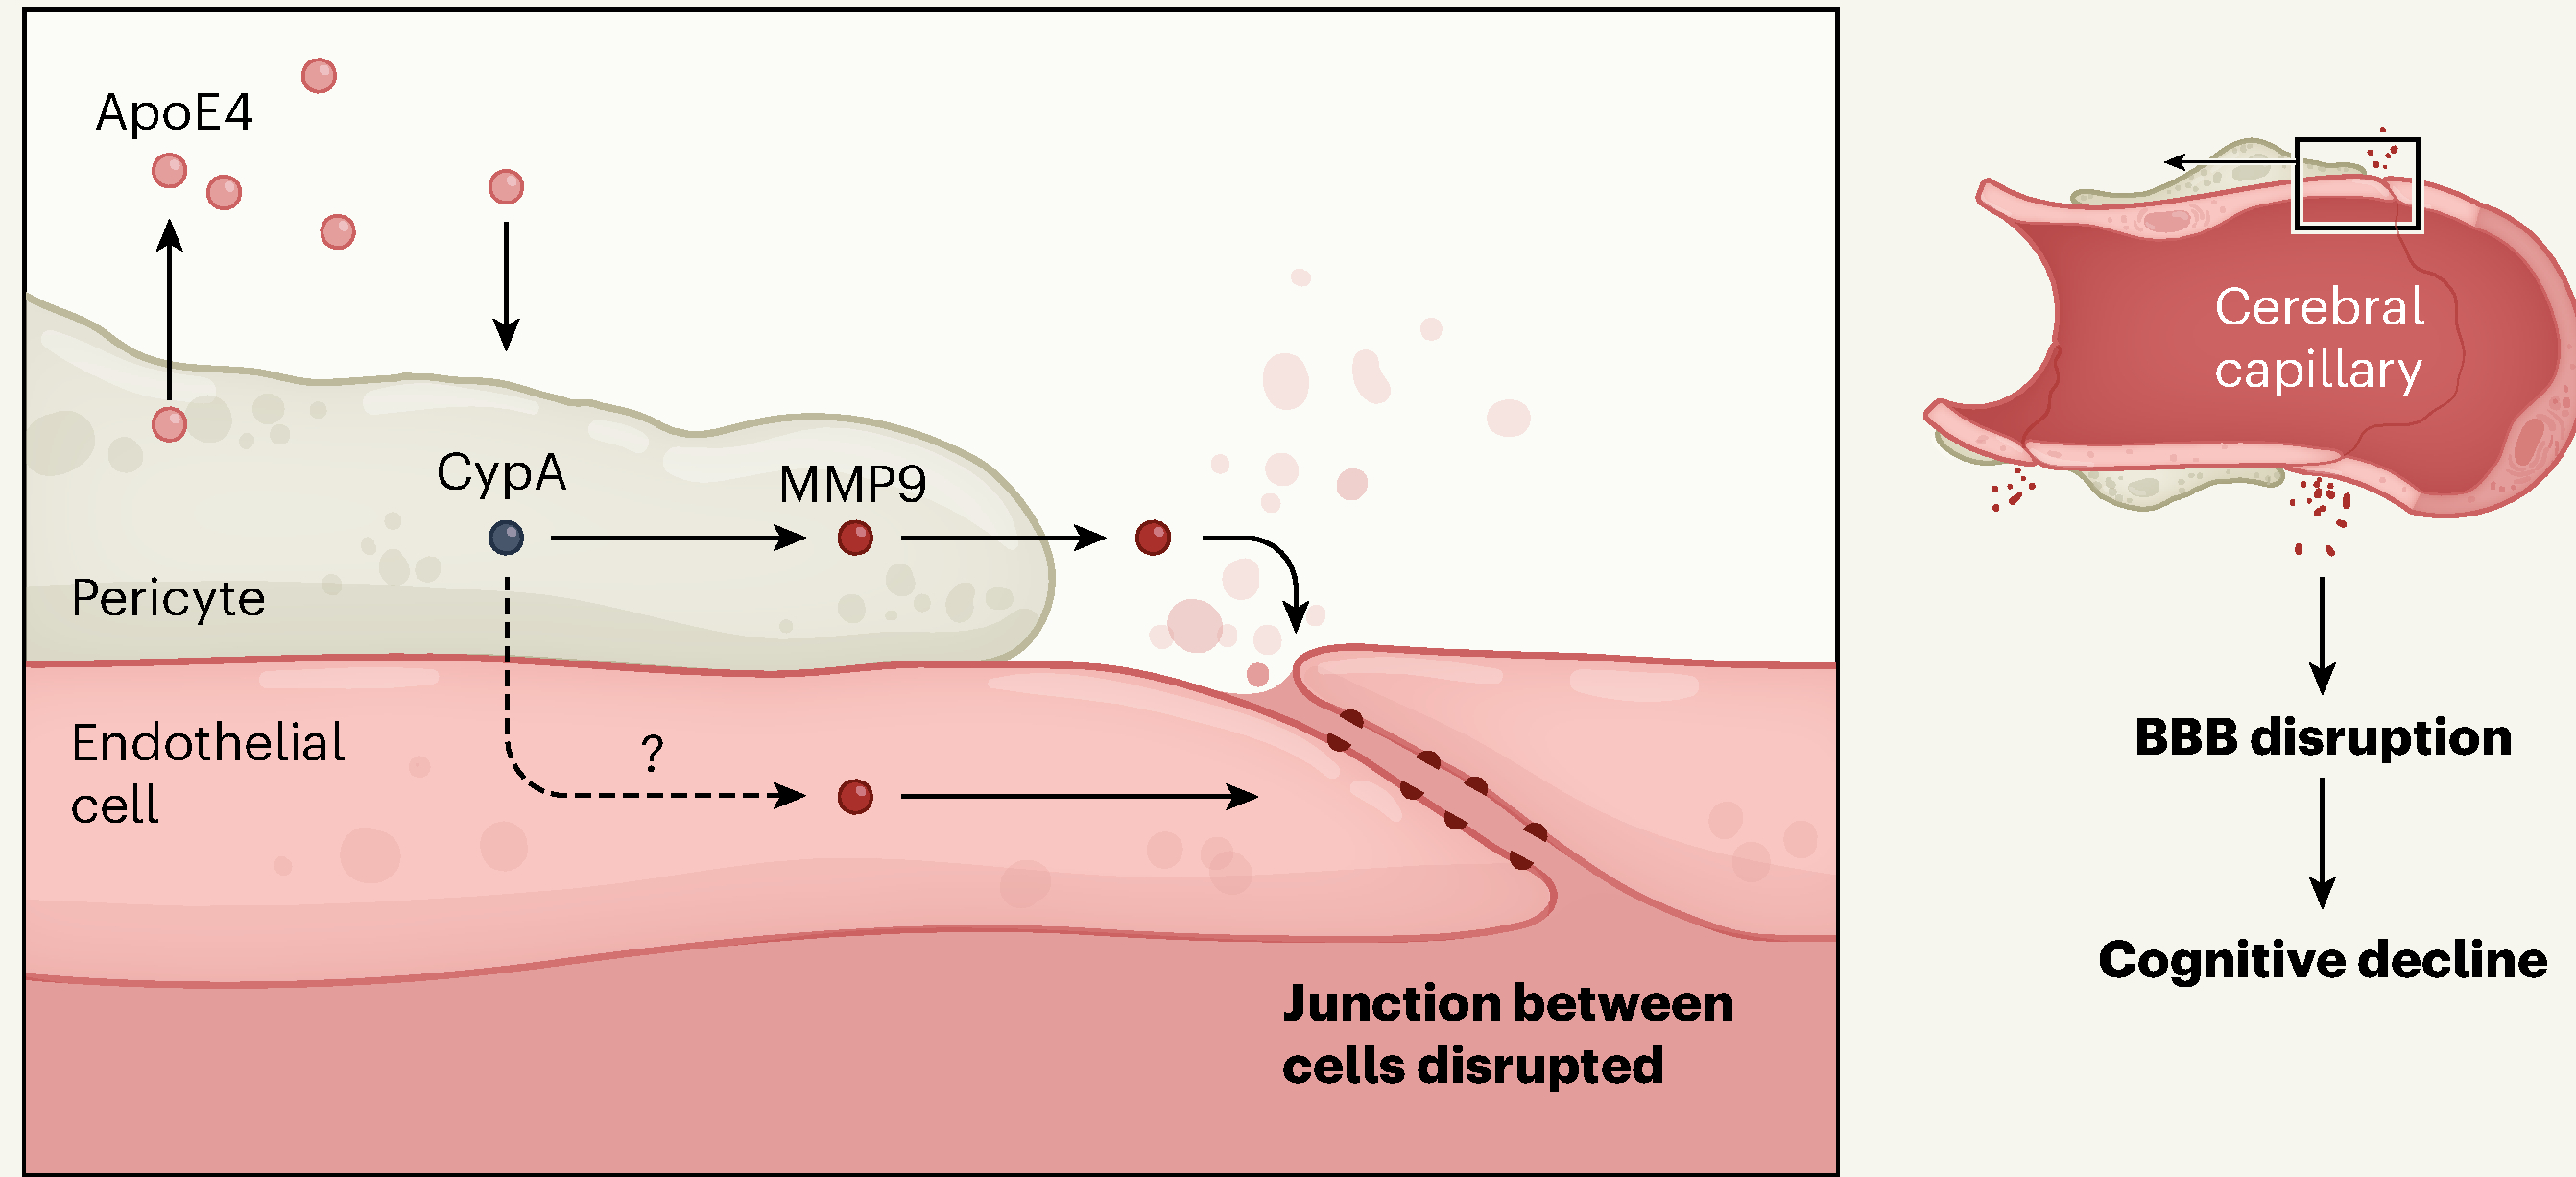 ApoE4
CypA
MMP9
Pericyte
Endothelial
cell
?
Junction between
cells disrupted
Cerebral
capillary
BBB disruption
Cognitive decline